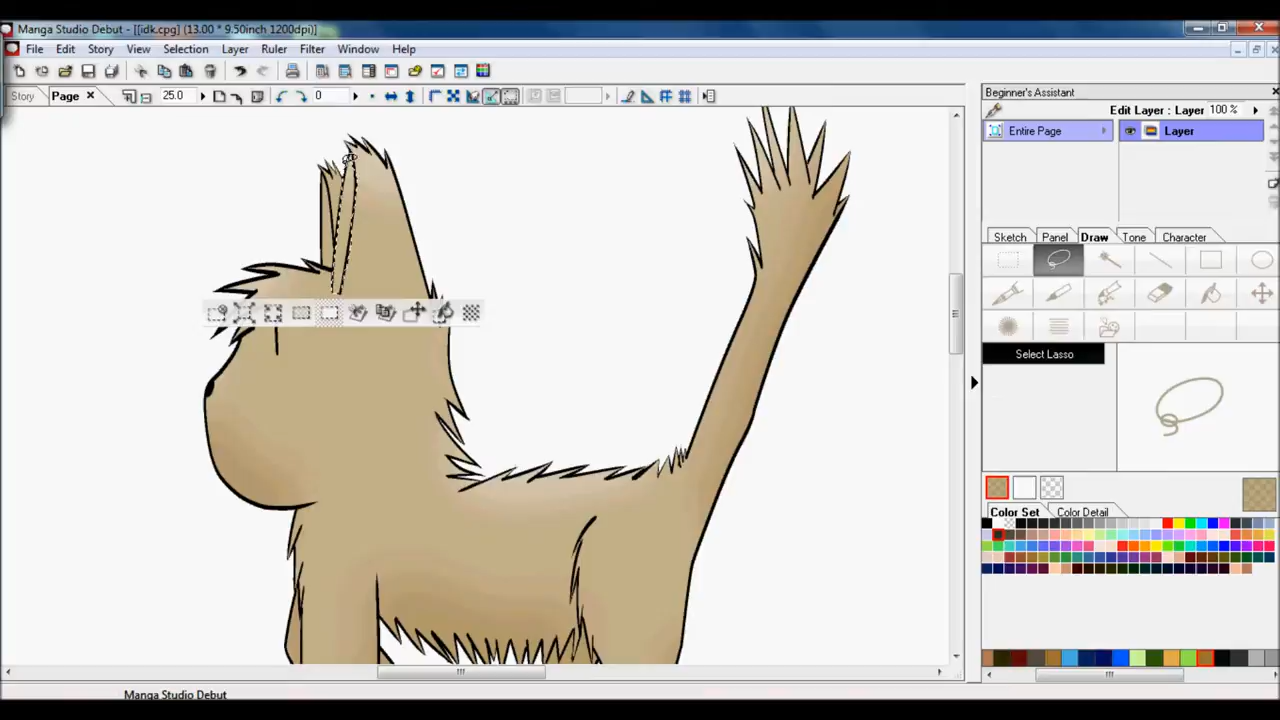 Manga Studio Debut - [[idk.cpg] (13.00 * 9.50inch 1200dpi)]
File Edit Story View Selection Layer Ruler Filter Window Help
Story Page 25.0 0
Beginner's Assistant
Edit Layer : Layer 100 %
Entire Page Layer
Sketch Panel Draw Tone Character
Select Lasso
Color Set Color Detail
Manga Studio Debut